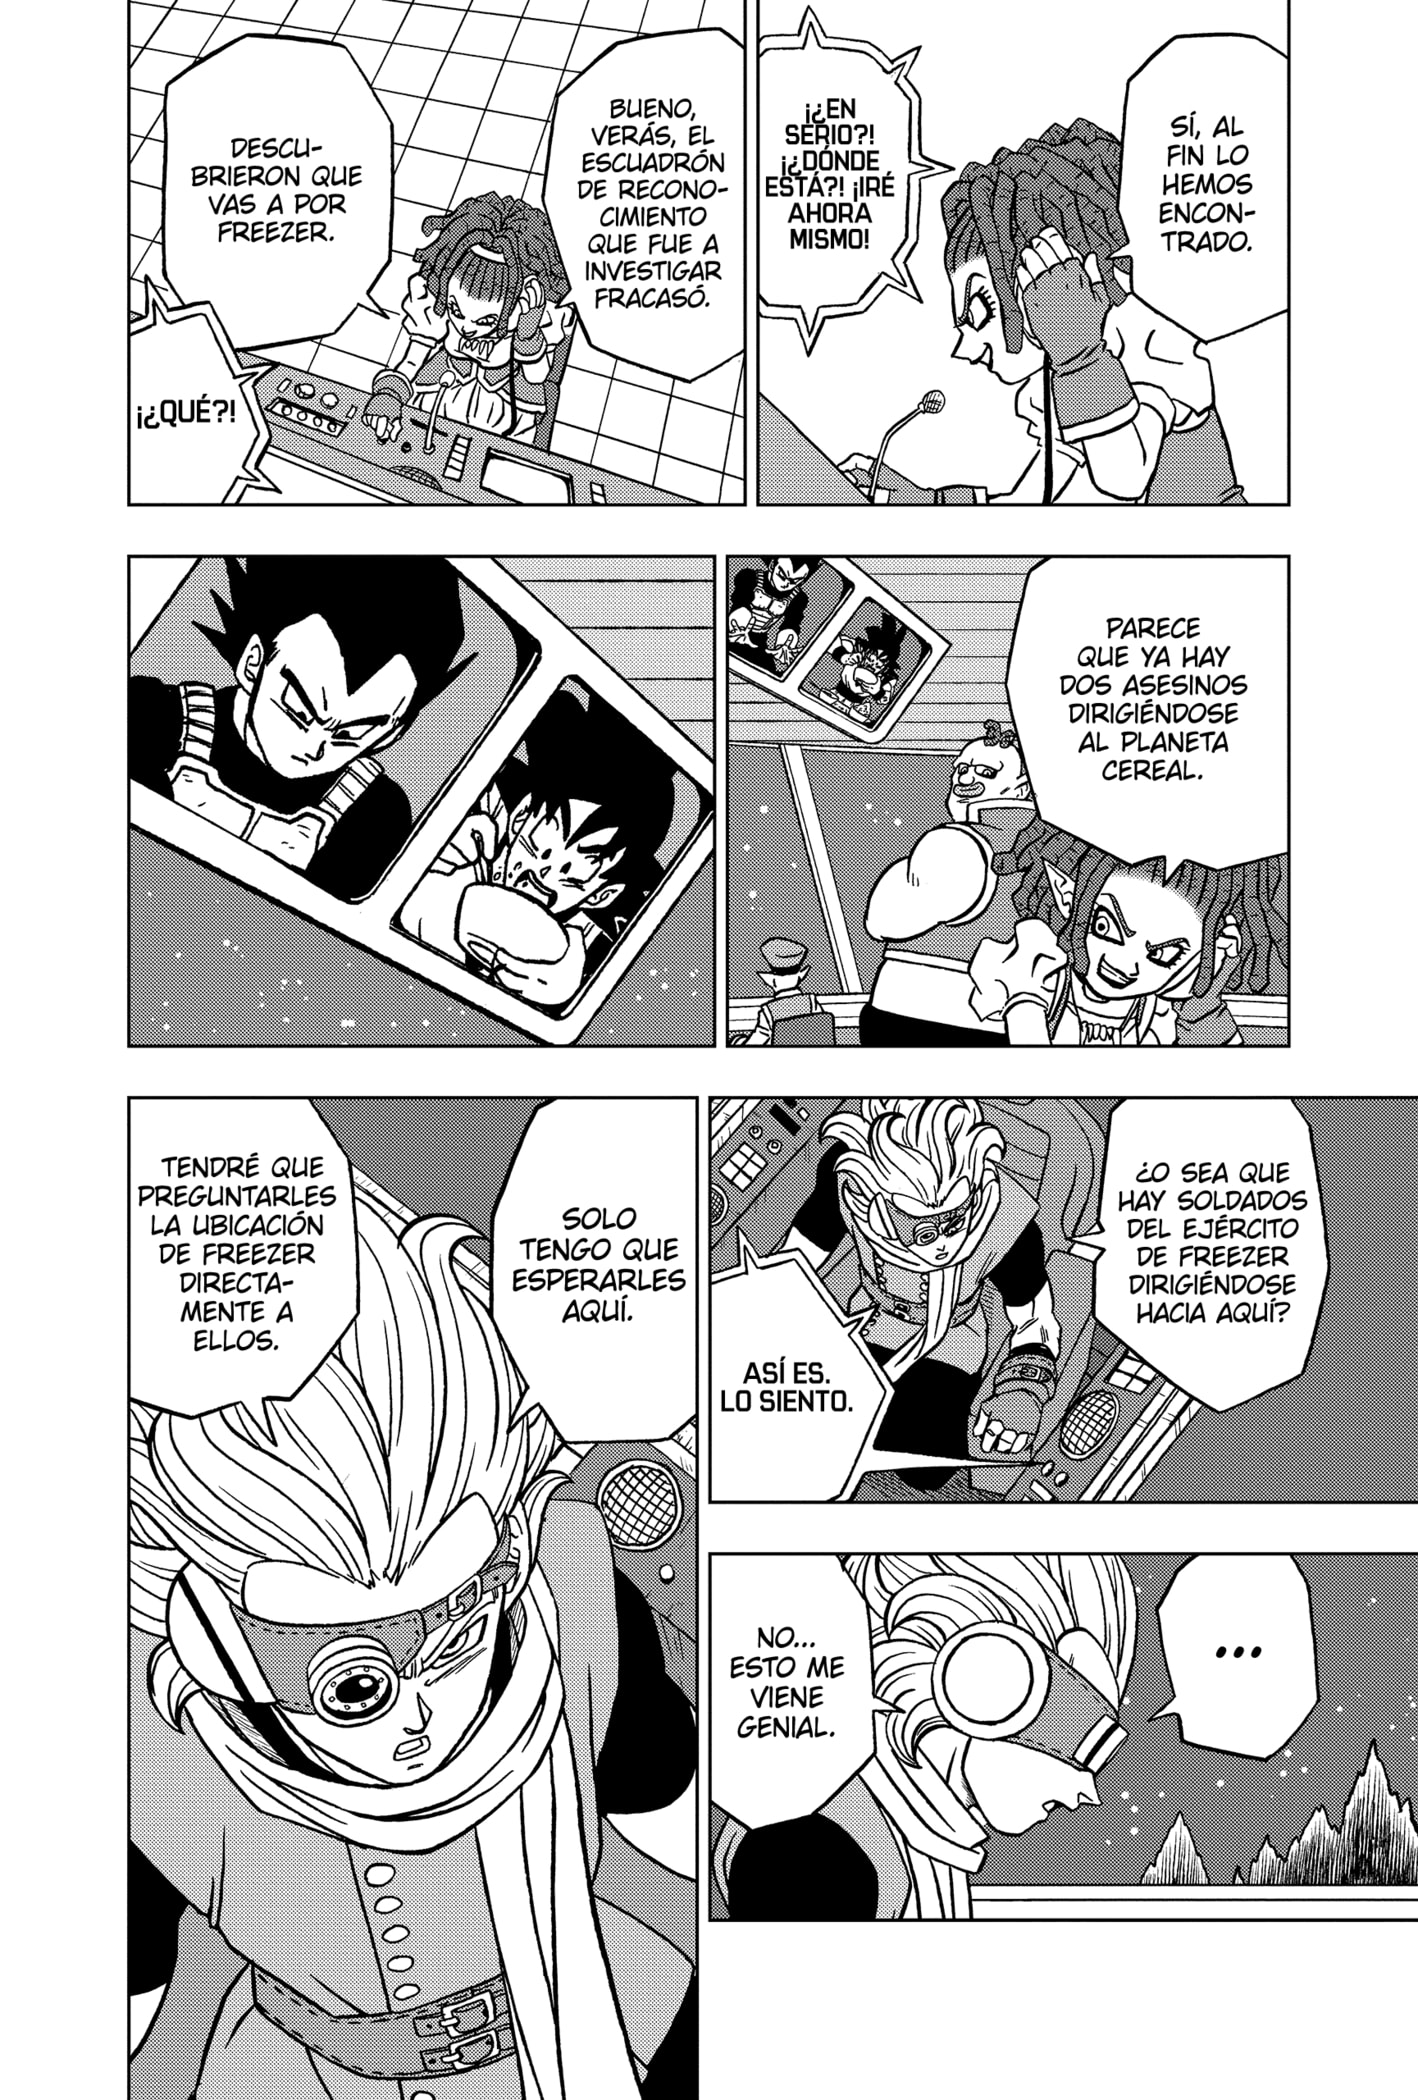 SÍ, AL
FIN LO
HEMOS
ENCON-
TRADO.
¡¿EN
SERIO?!
¡¿DÓNDE
ESTÁ?! ¡IRÉ
AHORA
MISMO!
BUENO,
VERÁS, EL
ESCUADRÓN
DE RECONO-
CIMIENTO
QUE FUE A
INVESTIGAR
FRACASÓ.
DESCU-
BRIERON QUE
VAS A POR
FREEZER.
¡¿QUÉ?!
PARECE
QUE YA HAY
DOS ASESINOS
DIRIGIÉNDOSE
AL PLANETA
CEREAL.
¿O SEA QUE
HAY SOLDADOS
DEL EJÉRCITO
DE FREEZER
DIRIGIÉNDOSE
HACIA AQUÍ?
ASÍ ES.
LO SIENTO.
...
NO...
ESTO ME
VIENE
GENIAL.
SOLO
TENGO QUE
ESPERARLES
AQUÍ.
TENDRÉ QUE
PREGUNTARLES
LA UBICACIÓN
DE FREEZER
DIRECTA-
MENTE A
ELLOS.